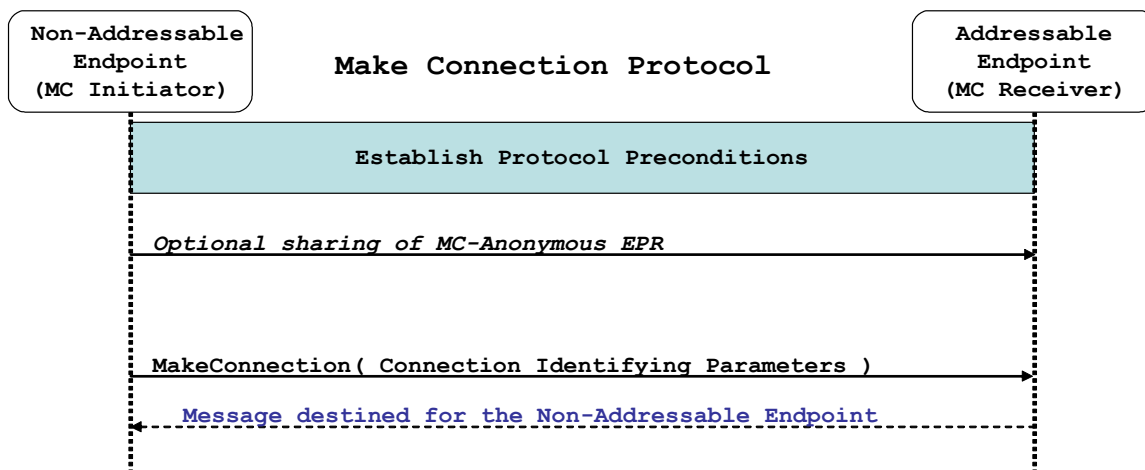 Non-Addressable
Endpoint
(MC Initiator)
Make Connection Protocol
Addressable
Endpoint
(MC Receiver)
Establish Protocol Preconditions
Optional sharing of MC-Anonymous EPR
MakeConnection( Connection Identifying Parameters )
Message destined for the Non-Addressable Endpoint